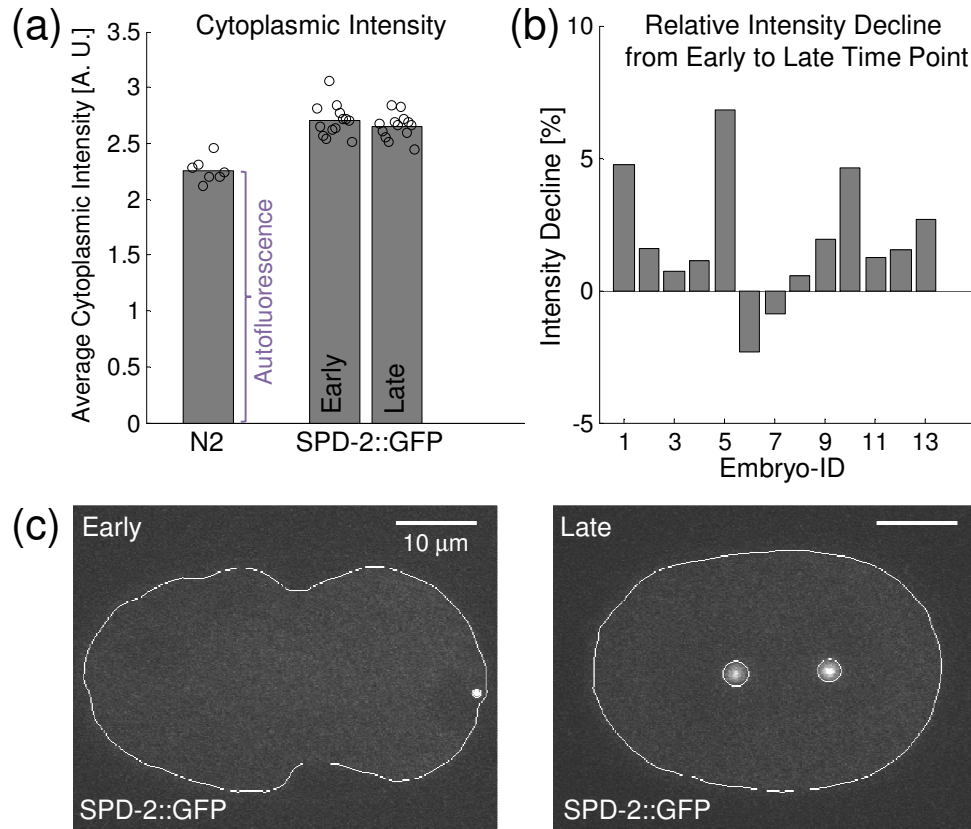 (a)
Cytoplasmic Intensity
Average Cytoplasmic Intensity [A. U.]
3.5
3
2.5
2
1.5
1
0.5
0
Autofluorescence
Early
Late
N2
SPD-2::GFP
(b)
Relative Intensity Decline
from Early to Late Time Point
Intensity Decline [%]
10
5
0
-5
1 3 5 7 9 11 13
Embryo-ID
(c)
Early
10 µm
SPD-2::GFP
Late
SPD-2::GFP